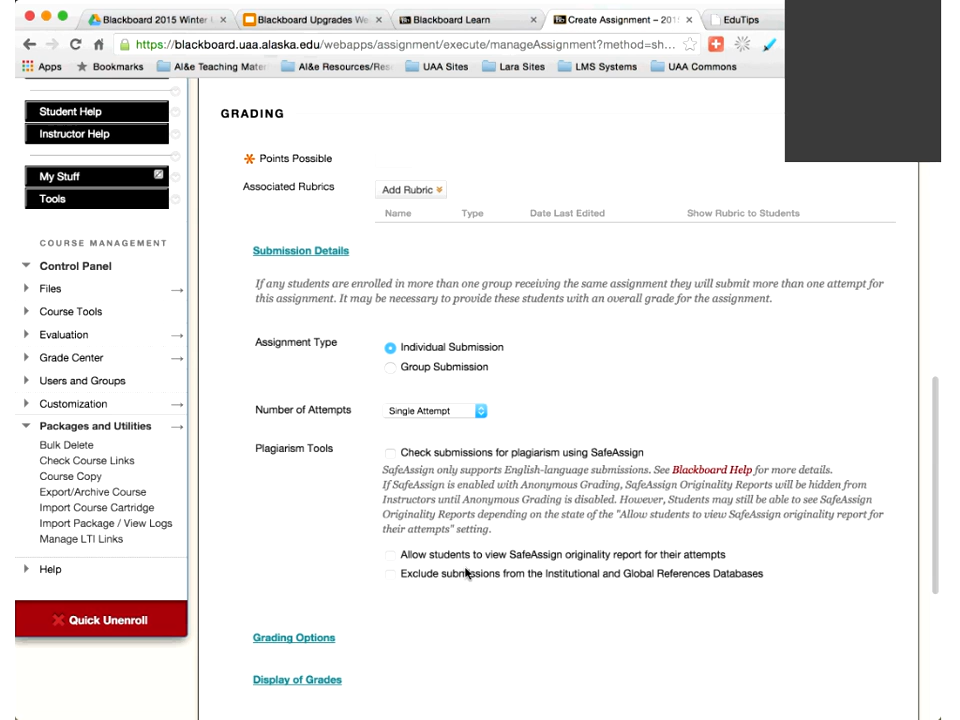 Blackboard 2015 Winter
Blackboard Upgrades We
Blackboard Learn
Create Assignment – 201
EduTips
https://blackboard.uaa.alaska.edu/webapps/assignment/execute/manageAssignment?method=sh...
Apps
Bookmarks
AI&e Teaching Mater
AI&e Resources/Res
UAA Sites
Lara Sites
LMS Systems
UAA Commons
Student Help
Instructor Help
My Stuff
Tools
COURSE MANAGEMENT
Control Panel
Files
Course Tools
Evaluation
Grade Center
Users and Groups
Customization
Packages and Utilities
Bulk Delete
Check Course Links
Course Copy
Export/Archive Course
Import Course Cartridge
Import Package / View Logs
Manage LTI Links
Help
Quick Unenroll
GRADING
Points Possible
Associated Rubrics
Add Rubric
Name Type Date Last Edited Show Rubric to Students
Submission Details
If any students are enrolled in more than one group receiving the same assignment they will submit more than one attempt for
this assignment. It may be necessary to provide these students with an overall grade for the assignment.
Assignment Type
Individual Submission
Group Submission
Number of Attempts
Single Attempt
Plagiarism Tools
Check submissions for plagiarism using SafeAssign
SafeAssign only supports English-language submissions. See Blackboard Help for more details.
If SafeAssign is enabled with Anonymous Grading, SafeAssign Originality Reports will be hidden from
Instructors until Anonymous Grading is disabled. However, Students may still be able to see SafeAssign
Originality Reports depending on the state of the "Allow students to view SafeAssign originality report for
their attempts" setting.
Allow students to view SafeAssign originality report for their attempts
Exclude submissions from the Institutional and Global References Databases
Grading Options
Display of Grades